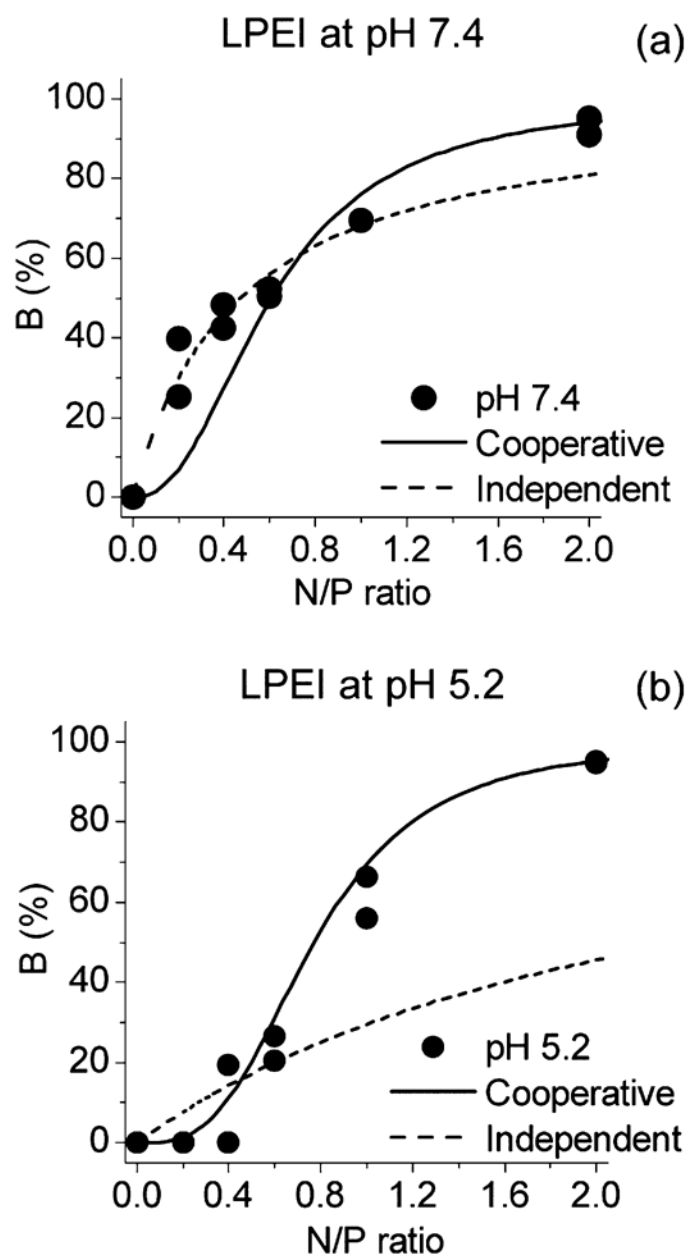 LPEI at pH 7.4 (a)
100
80
60
40
20
0
B (%)
pH 7.4
Cooperative
Independent
0.0 0.4 0.8 1.2 1.6 2.0
N/P ratio
LPEI at pH 5.2 (b)
100
80
60
40
20
0
B (%)
pH 5.2
Cooperative
Independent
0.0 0.4 0.8 1.2 1.6 2.0
N/P ratio